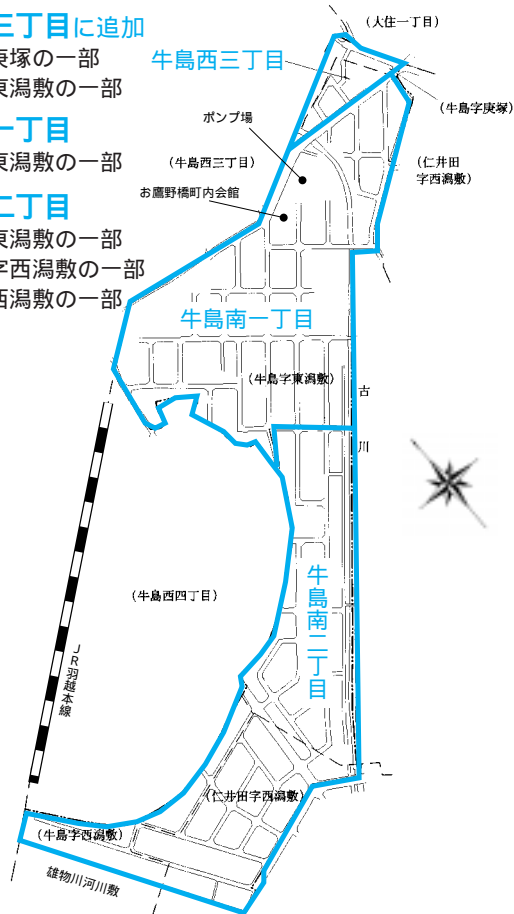 三丁目に追加
庚塚の一部
東潟敷の一部
一丁目
東潟敷の一部
二丁目
東潟敷の一部
字西潟敷の一部
西潟敷の一部
(大住一丁目)
牛島西三丁目
(牛島字庚塚)
ポンプ場
(牛島西三丁目)
(仁井田
字西潟敷)
お鷹野橋町内会館
牛島南一丁目
(牛島字東潟敷)
古川
(牛島西四丁目)
牛島南二丁目
JR羽越本線
(仁井田字西潟敷)
(牛島字西潟敷)
雄物川河川敷